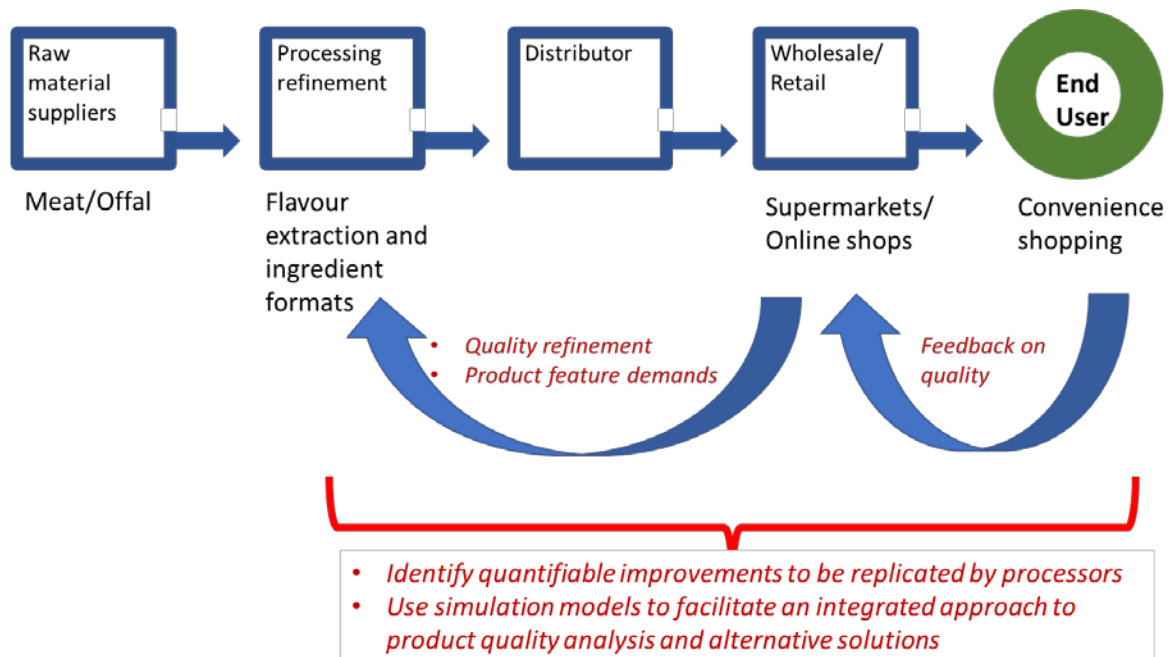 Raw
material
suppliers
Processing
refinement
Distributor
Wholesale/
Retail
End
User
Meat/Offal
Flavour
extraction and
ingredient
formats
Supermarkets/
Online shops
Convenience
shopping
• Quality refinement
• Product feature demands
Feedback on
quality
• Identify quantifiable improvements to be replicated by processors
• Use simulation models to facilitate an integrated approach to
product quality analysis and alternative solutions